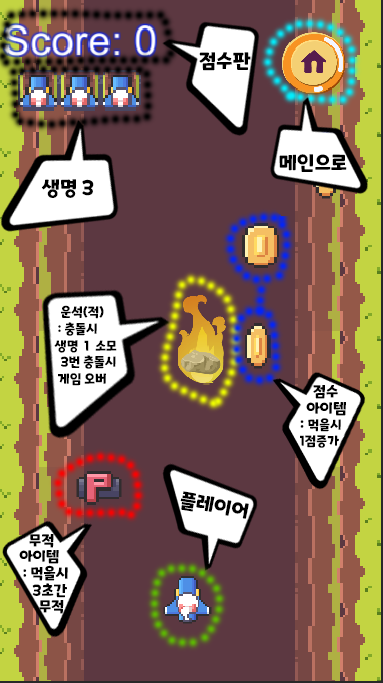 Score: 0
점수판
메인으로
생명 3
운석(적)
: 충돌시
생명 1 소모
3번 충돌시
게임 오버
점수
아이템
: 먹을시
1점증가
P
플레이어
무적
아이템
: 먹을시
3초간
무적